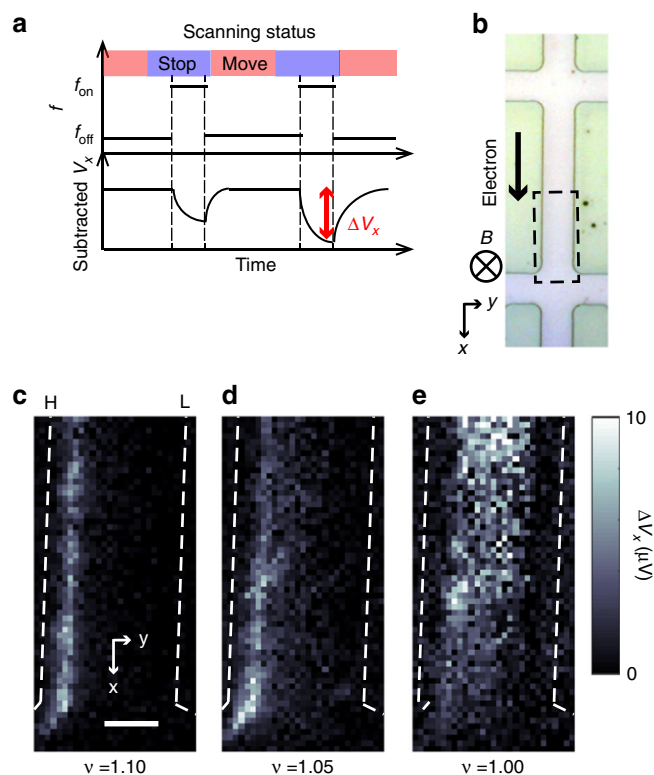 a
Scanning status
Stop
Move
f
f_on
f_off
Subtracted V_x
ΔV_x
Time
b
Electron
B
y
x
c
H
L
y
x
ν =1.10
d
ν =1.05
e
ν =1.00
10
ΔV_x (μV)
0